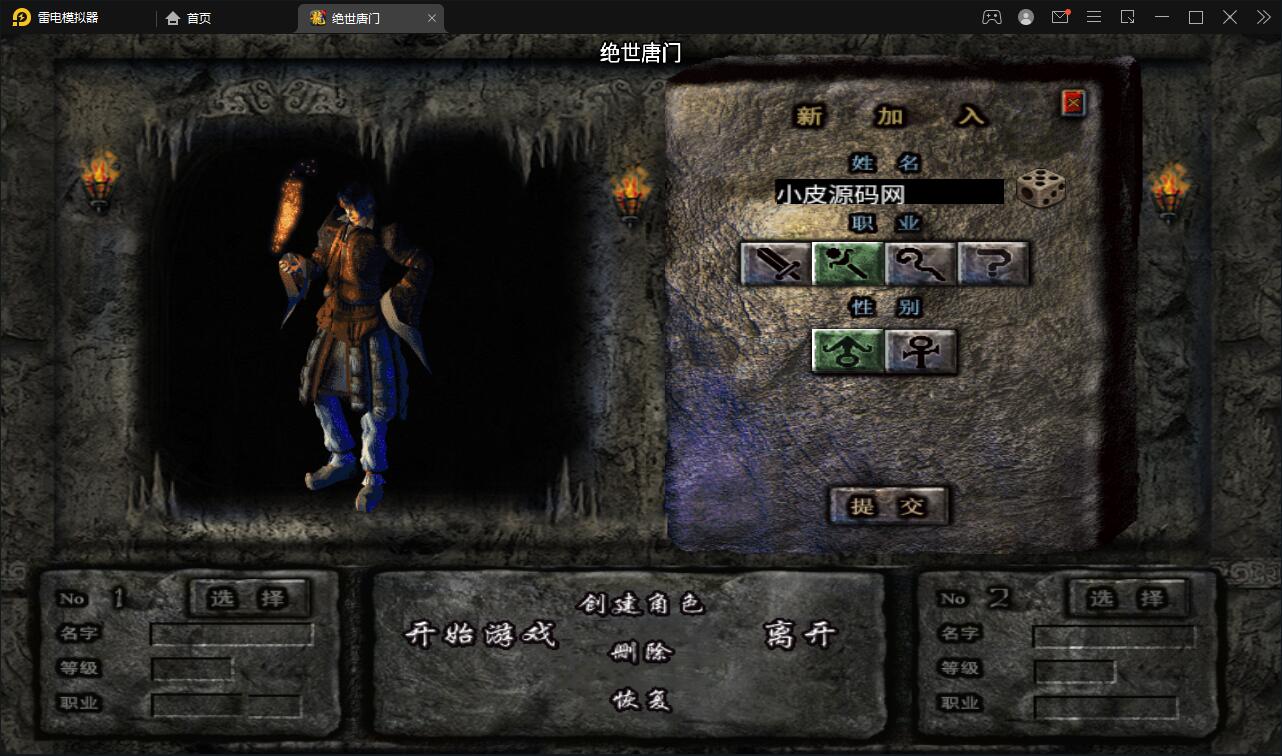 雷电模拟器
首页
绝世唐门
绝世唐门
新 加 入
姓 名
小皮源码网
职 业
性 别
提 交
No 1
选 择
名字
等级
职业
开始游戏
创建角色
删除
恢复
离开
No 2
选 择
名字
等级
职业